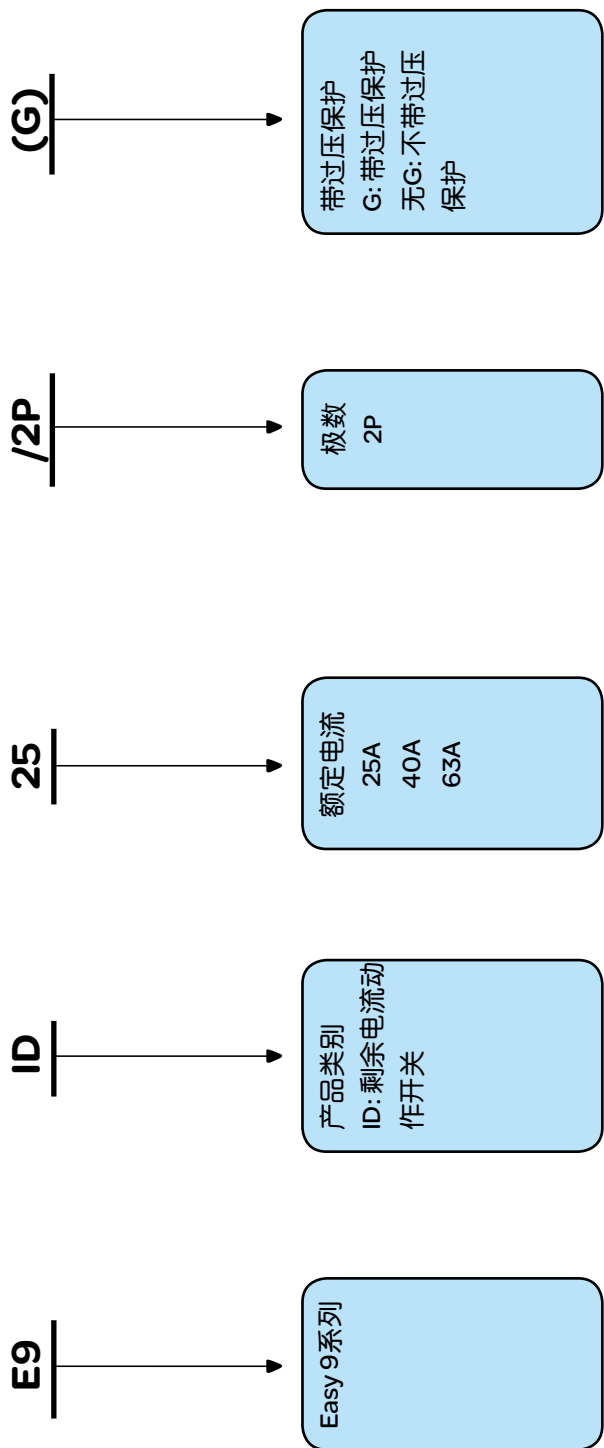 E9
ID
25
/2P
(G)
Easy 9系列
产品类别
ID: 剩余电流动
作开关
额定电流
25A
40A
63A
极数
2P
带过压保护
G: 带过压保护
无G: 不带过压
保护